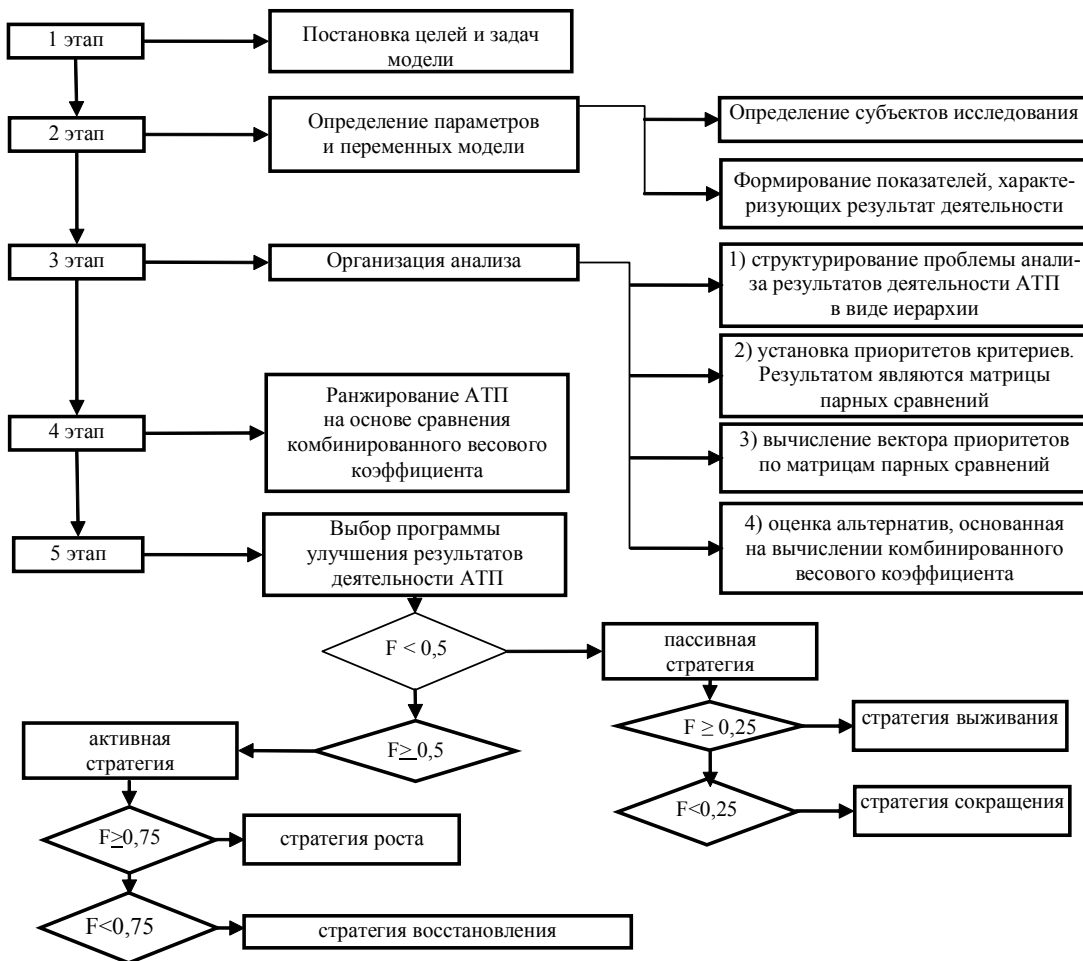 1 этап
Постановка целей и задач
модели
2 этап
Определение параметров
и переменных модели
Определение субъектов исследования
Формирование показателей, характе-
ризующих результат деятельности
3 этап
Организация анализа
1) структурирование проблемы анали-
за результатов деятельности АТП
в виде иерархии
2) установка приоритетов критериев.
Результатом являются матрицы
парных сравнений
3) вычисление вектора приоритетов
по матрицам парных сравнений
4) оценка альтернатив, основанная
на вычислении комбинированного
весового коэффициента
4 этап
Ранжирование АТП
на основе сравнения
комбинированного весового
коэффициента
5 этап
Выбор программы
улучшения результатов
деятельности АТП
F < 0,5
пассивная
стратегия
F ≥ 0,25
стратегия выживания
F<0,25
стратегия сокращения
F≥0,5
активная
стратегия
F≥0,75
стратегия роста
F<0,75
стратегия восстановления